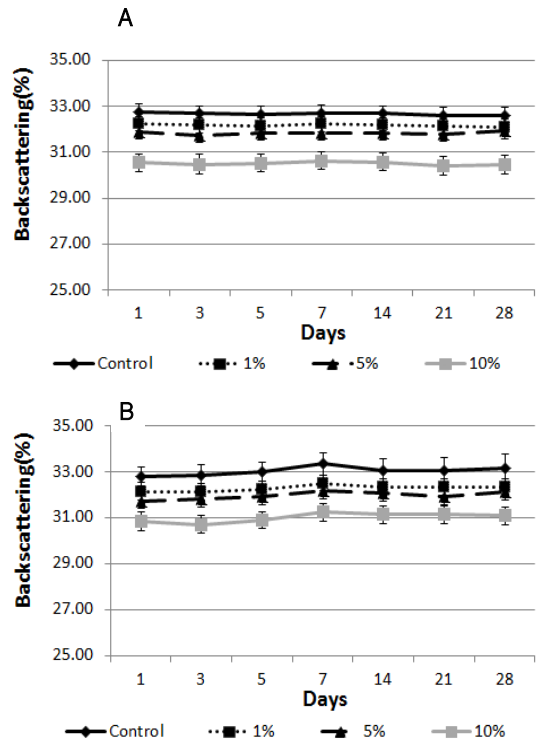 A
35.00
33.00
31.00
29.00
27.00
25.00
Backscattering(%)
1 3 5 7 14 21 28
Days
Control 1% 5% 10%
B
35.00
33.00
31.00
29.00
27.00
25.00
Backscattering(%)
1 3 5 7 14 21 28
Days
Control 1% 5% 10%